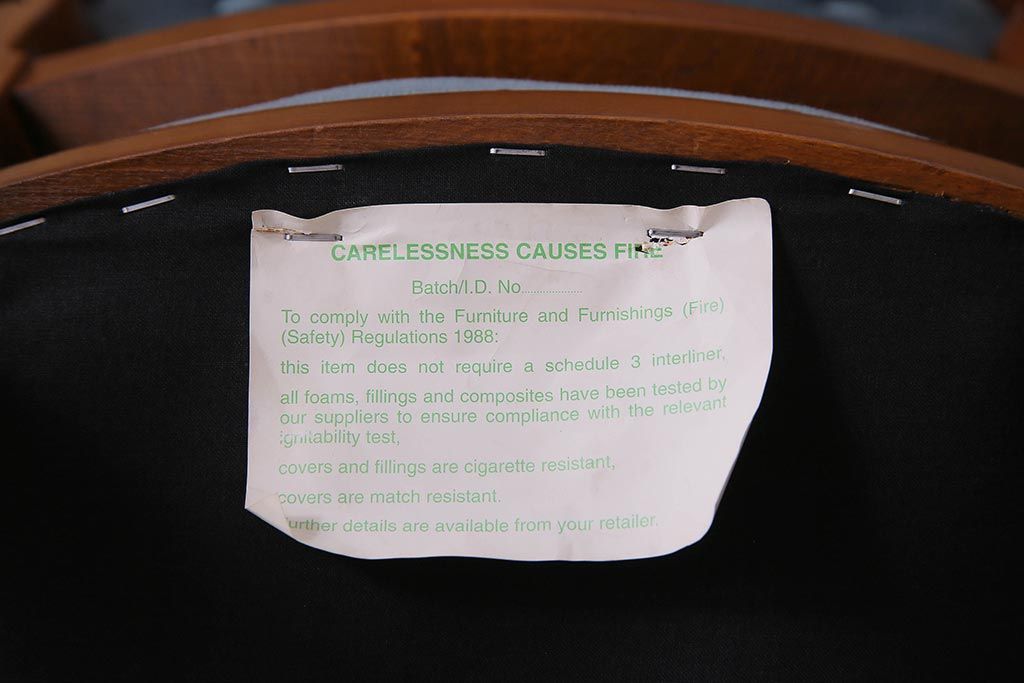 CARELESSNESS CAUSES FIRE
Batch/I.D. No....................
To comply with the Furniture and Furnishings (Fire)
(Safety) Regulations 1988:
this item does not require a schedule 3 interliner,
all foams, fillings and composites have been tested by
our suppliers to ensure compliance with the relevant
ignitability test,
covers and fillings are cigarette resistant,
covers are match resistant.
further details are available from your retailer.